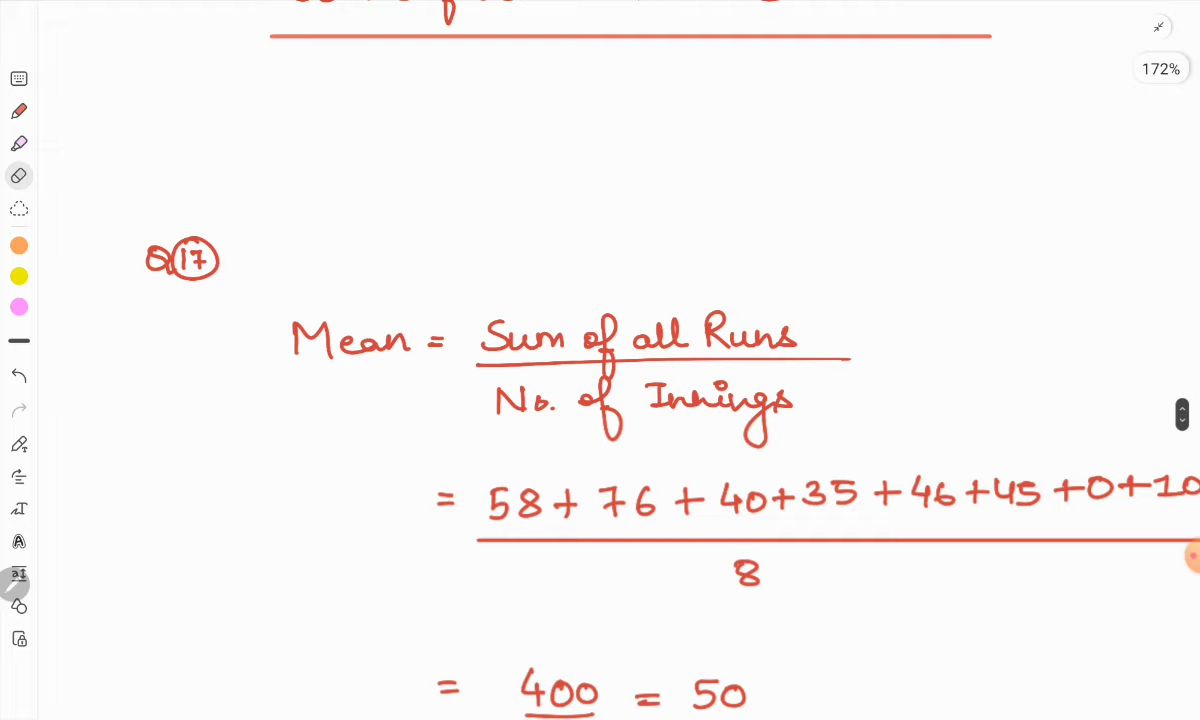 172%
Q 17
Mean = Sum of all Runs
No. of Innings
= 58 + 76 + 40 + 35 + 46 + 45 + 0 + 10
8
= 400 = 50